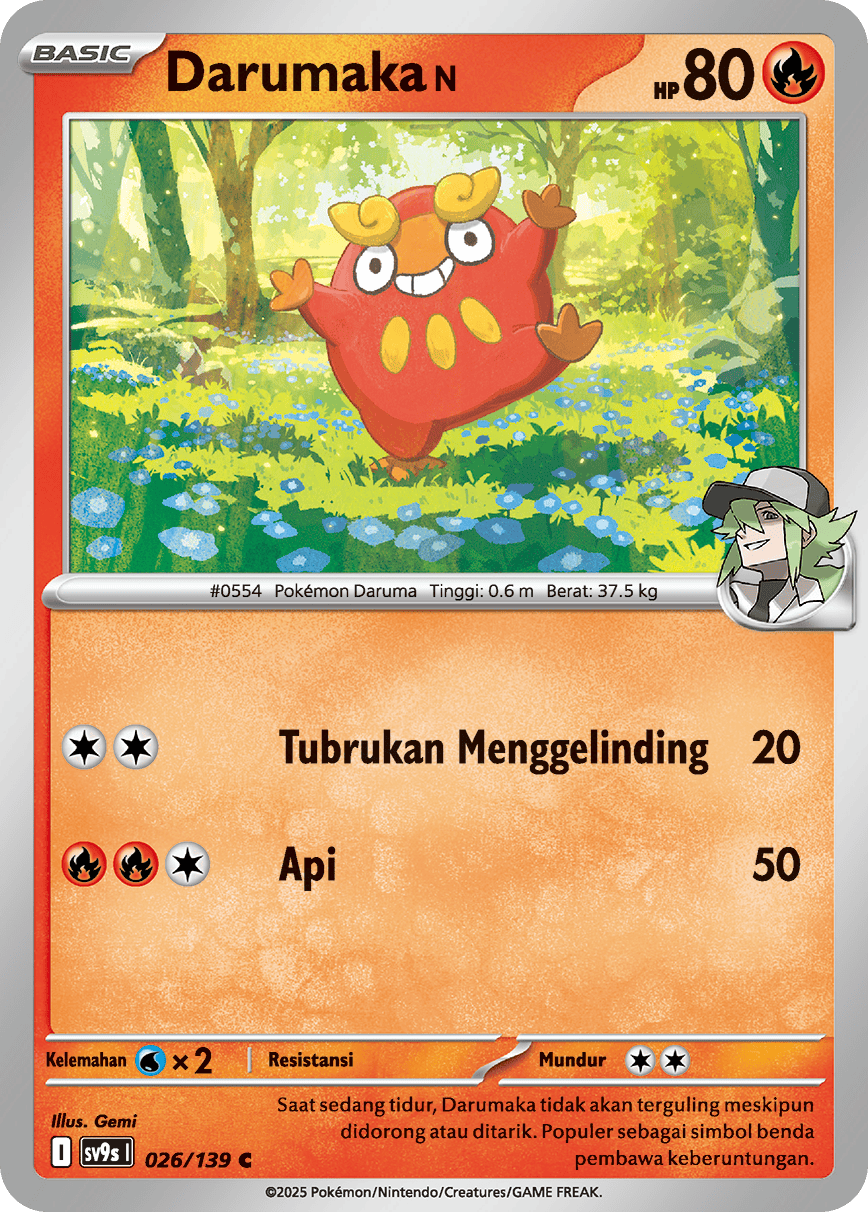 BASIC Darumaka N HP 80
#0554 Pokémon Daruma Tinggi: 0.6 m Berat: 37.5 kg
Tubrukan Menggelinding 20
Api 50
Kelemahan × 2 Resistansi Mundur
Saat sedang tidur, Darumaka tidak akan terguling meskipun
didorong atau ditarik. Populer sebagai simbol benda
pembawa keberuntungan.
Illus. Gemi
I sv9s I 026/139 C
©2025 Pokémon/Nintendo/Creatures/GAME FREAK.